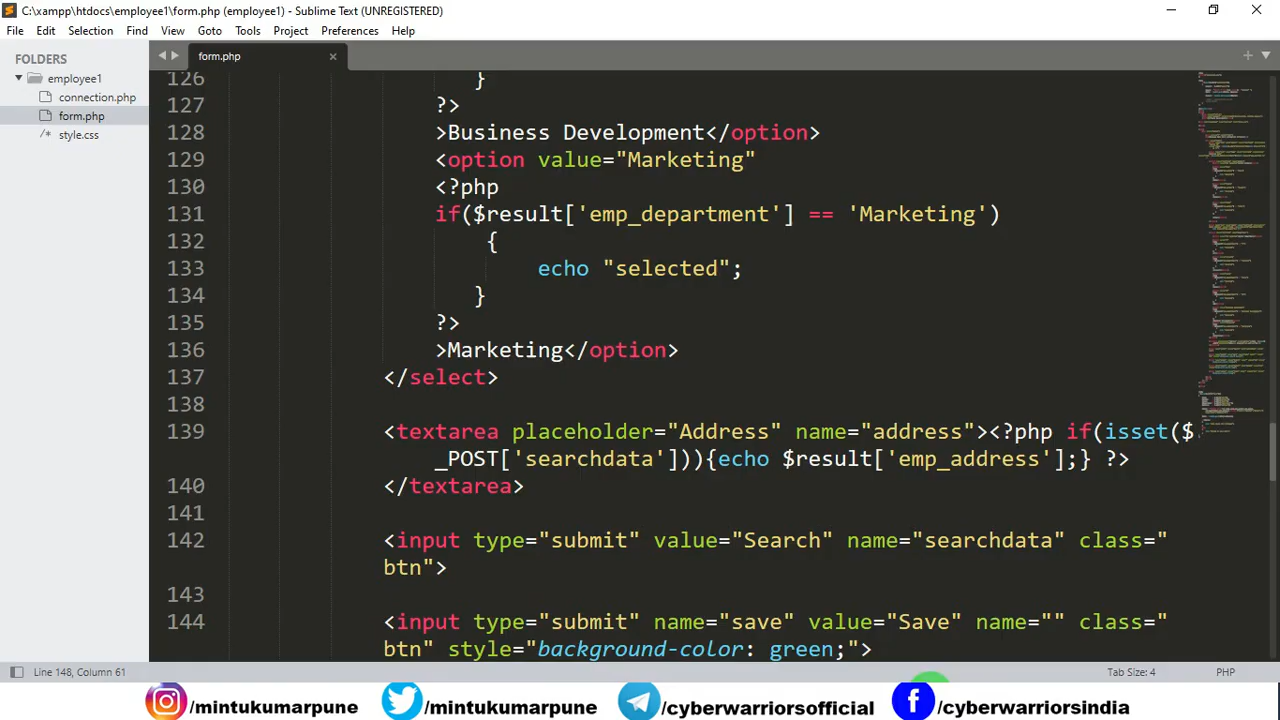 C:\xampp\htdocs\employee1\form.php (employee1) - Sublime Text (UNREGISTERED)
File Edit Selection Find View Goto Tools Project Preferences Help
FOLDERS
employee1
connection.php
form.php
style.css
form.php
126 }
127 ?>
128 >Business Development</option>
129 <option value="Marketing"
130 <?php
131 if($result['emp_department'] == 'Marketing')
132 {
133 echo "selected";
134 }
135 ?>
136 >Marketing</option>
137 </select>
138
139 <textarea placeholder="Address" name="address"><?php if(isset($
_POST['searchdata'])){echo $result['emp_address'];} ?>
140 </textarea>
141
142 <input type="submit" value="Search" name="searchdata" class="
btn">
143
144 <input type="submit" name="save" value="Save" name="" class="
btn" style="background-color: green;">
Line 148, Column 61 Tab Size: 4 PHP
/mintukumarpune /mintukumarpune /cyberwarriorsofficial /cyberwarriorsindia